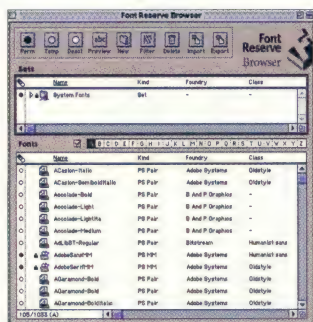 Font Reserve Browser
Perm Temp Deact Preview New Filter Delete Import Export
Font Reserve Browser
Sets
Name Kind Foundry Class
System Fonts Set - -
Fonts A B C D E F G H I J K L M N O P Q R S T U V W X Y Z
Name Kind Foundry Class
ACaslon-Italic PS Pair Adobe Systems Oldstyle
ACaslon-SemiboldItalic PS Pair Adobe Systems Oldstyle
Accolade-Bold PS Pair B And P Graphics -
Accolade-Light PS Pair B And P Graphics -
Accolade-LightIta PS Pair B And P Graphics -
Accolade-Medium PS Pair B And P Graphics -
AdLibBT-Regular PS Pair Bitstream Humanist sans
AdobeSansMM PS MM Adobe Systems Humanist sans
AdobeSerifMM PS MM Adobe Systems Oldstyle
AGaramond-Bold PS Pair Adobe Systems Oldstyle
AGaramond-BoldItalic PS Pair Adobe Systems Oldstyle
105/1033 (A)